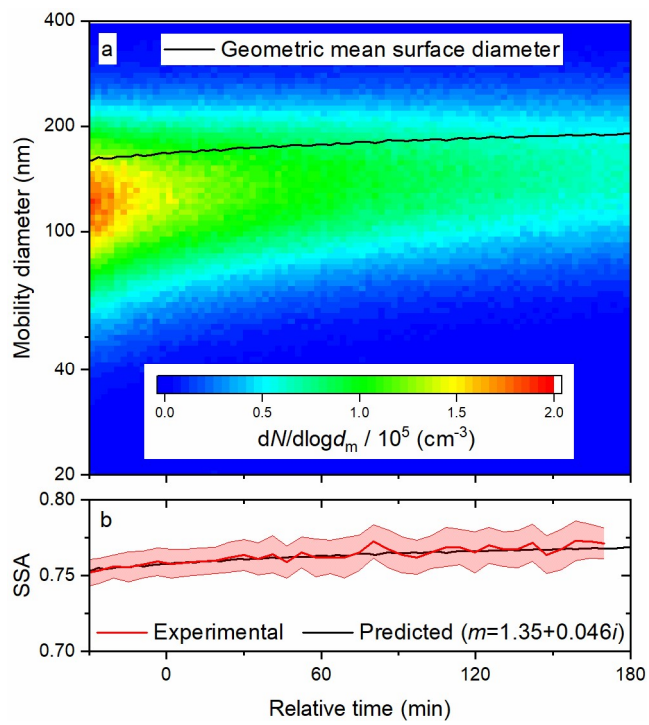 400
a
Geometric mean surface diameter
200
100
40
20
Mobility diameter (nm)
0.0 0.5 1.0 1.5 2.0
dN/dlogdm / 10⁵ (cm⁻³)
0.80
b
0.75
0.70
SSA
Experimental
Predicted (m=1.35+0.046i)
0 60 120 180
Relative time (min)